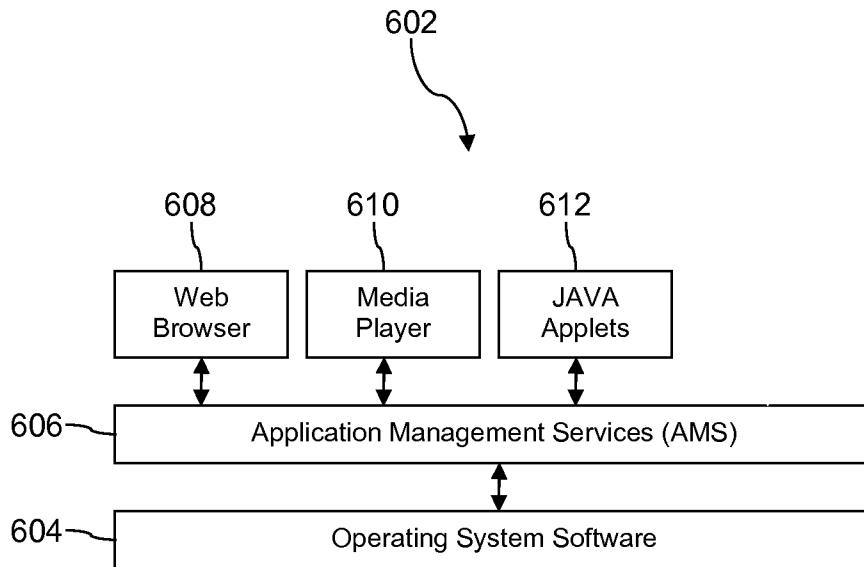 602
608
610
612
Web
Browser
Media
Player
JAVA
Applets
606
Application Management Services (AMS)
604
Operating System Software